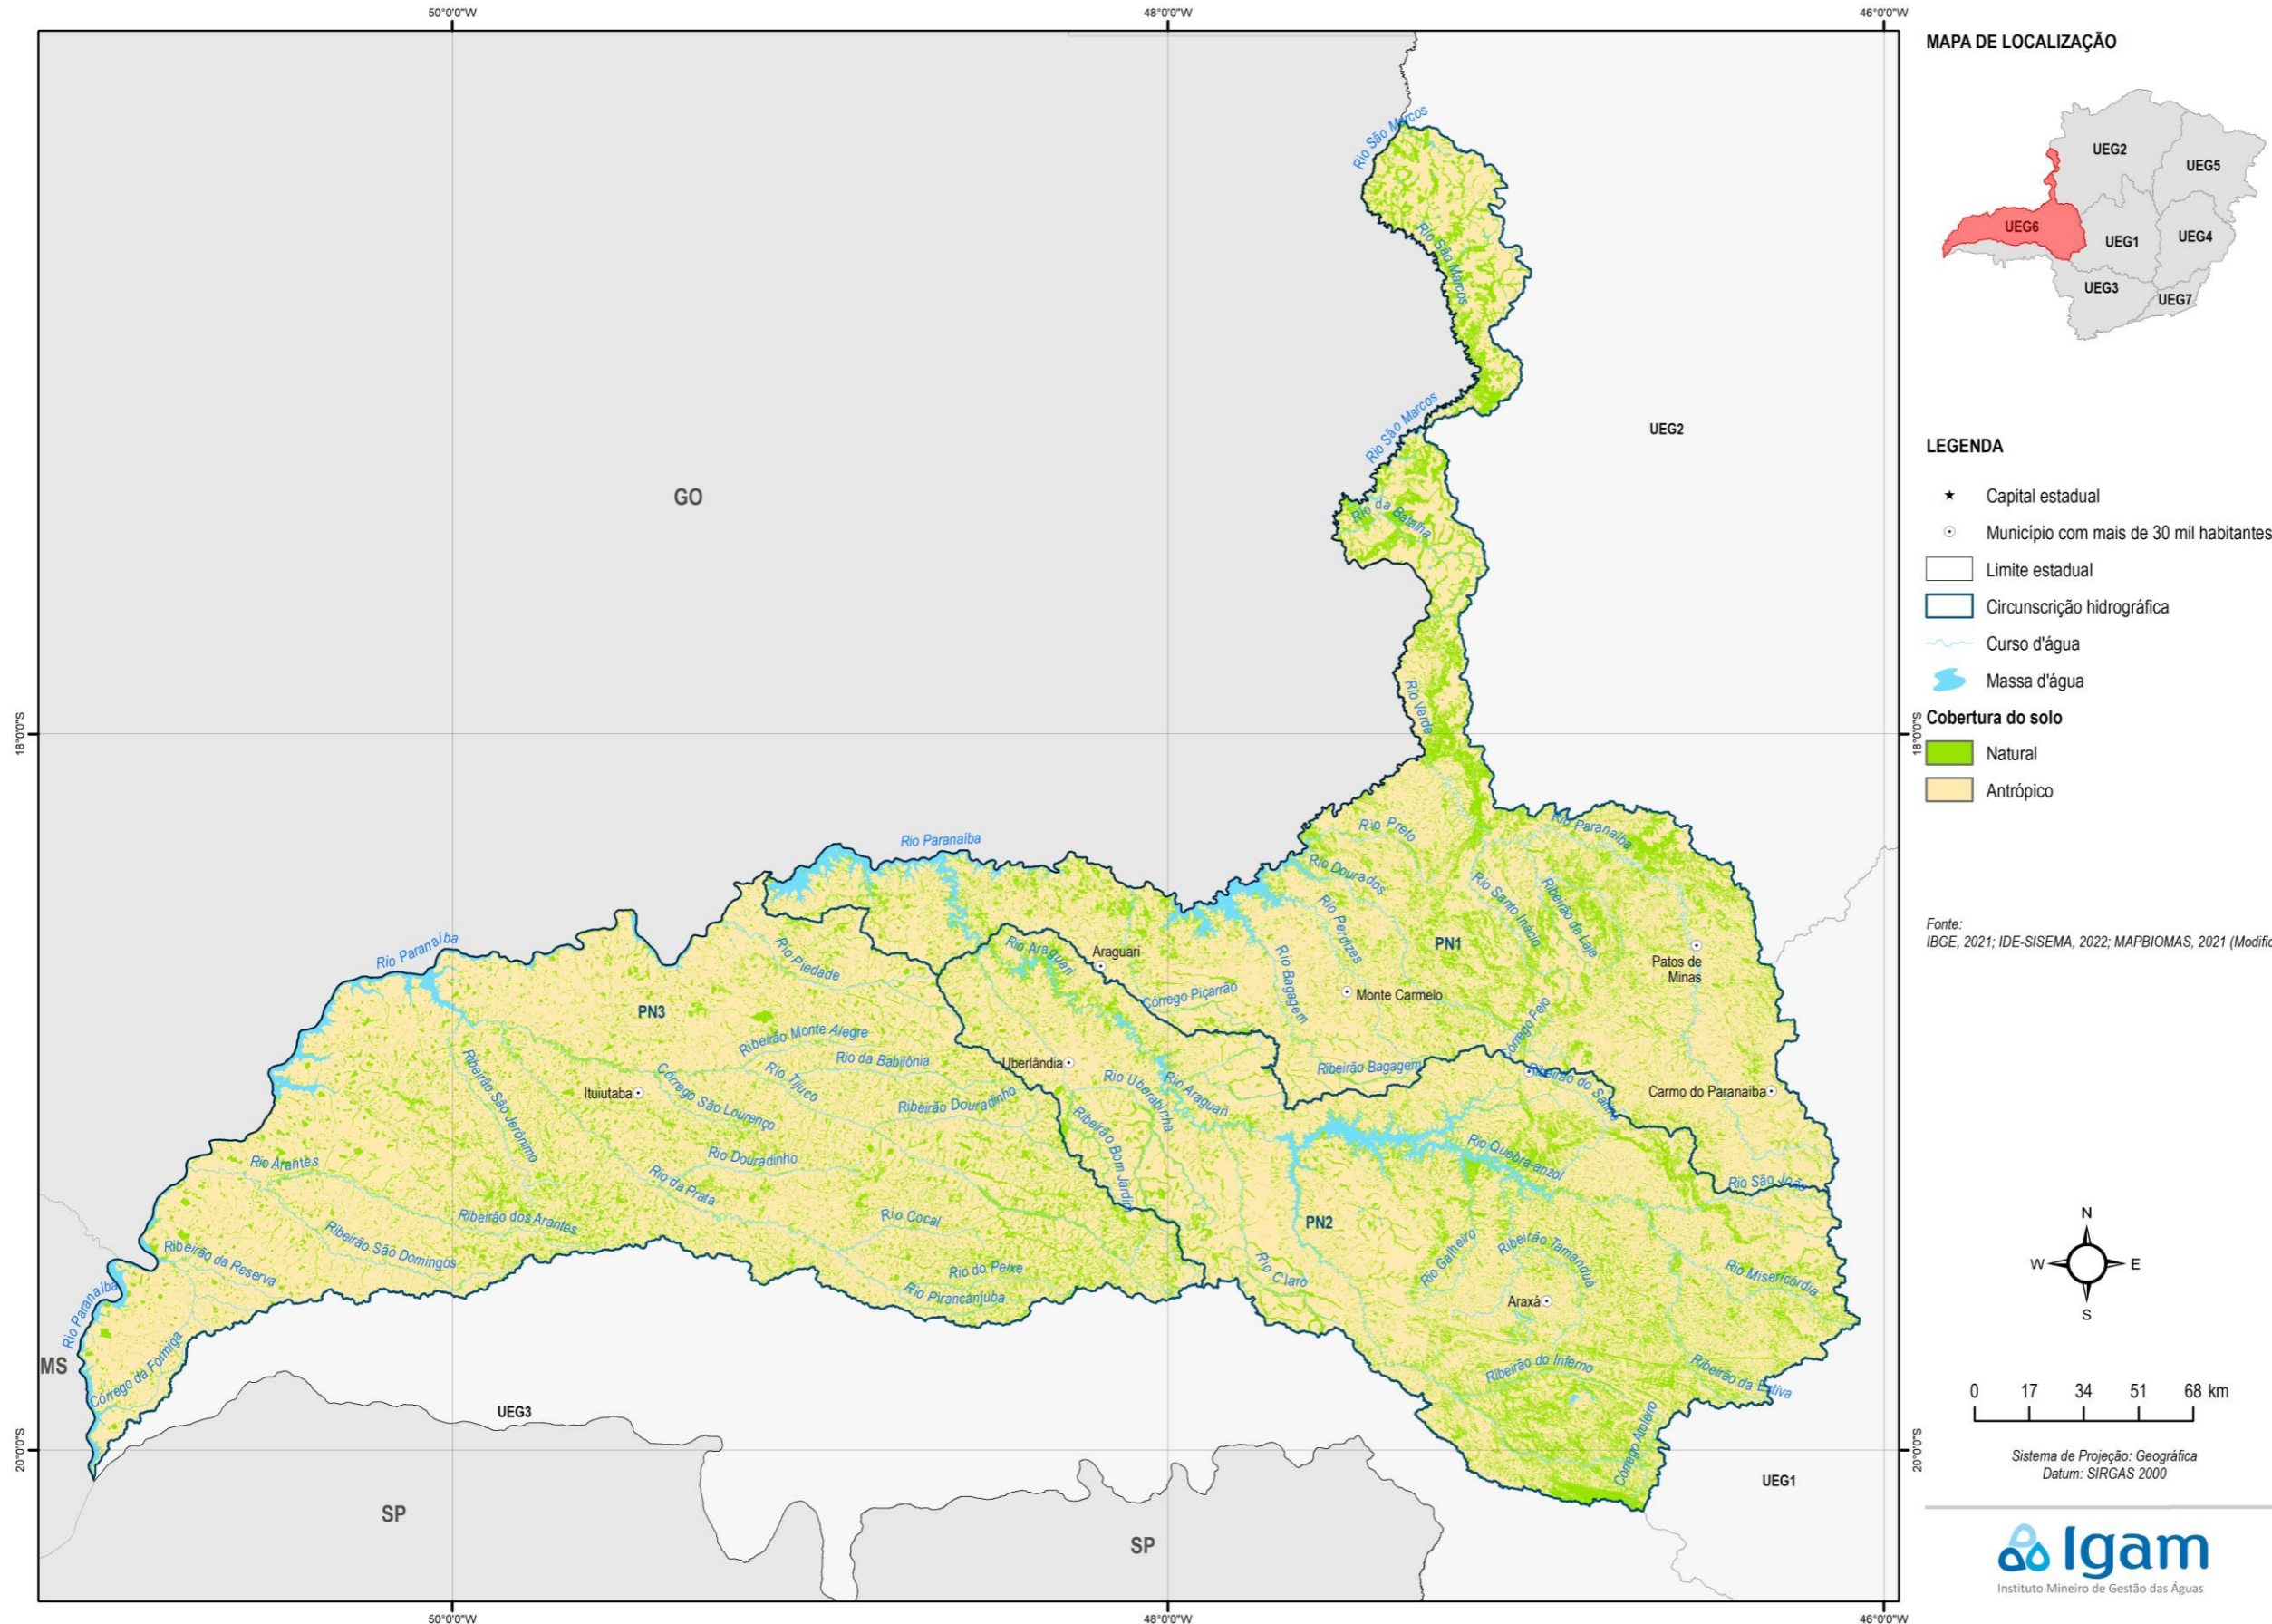 50°0'0"W
48°0'0"W
46°0'0"W
MAPA DE LOCALIZAÇÃO
UEG2
UEG5
UEG6
UEG1
UEG4
UEG3
UEG7
LEGENDA
Capital estadual
Município com mais de 30 mil habitantes
Limite estadual
Circunscrição hidrográfica
Curso d'água
Massa d'água
Cobertura do solo
Natural
Antrópico
Fonte:
IBGE, 2021; IDE-SISEMA, 2022; MAPBIOMAS, 2021 (Modific
N
W
E
S
0 17 34 51 68 km
Sistema de Projeção: Geográfica
Datum: SIRGAS 2000
Igam
Instituto Mineiro de Gestão das Águas
Rio São Marcos
Rio São Marcos
Rio São Marcos
UEG2
GO
Rio da Batalha
Rio Verde
18°0'0"S
18°0'0"S
Rio Paranaíba
Rio Preto
Rio Paranaíba
Rio Dourados
Rio Santo Inácio
Ribeirão da Laje
Rio Perdizes
PN1
Rio Paranaíba
Rio Araguari
Araguari
Patos de
Minas
Rio Piedade
Rio Bagagem
Córrego Piçarrão
Monte Carmelo
PN3
Córrego Feio
Ribeirão Monte Alegre
Rio da Babilônia
Uberlândia
Ribeirão Bagagem
Ribeirão São Jerônimo
Rio Tijuco
Córrego São Lourenço
Ituiutaba
Rio Uberabinha
Rio Araguari
Carmo do Paranaíba
Ribeirão Douradinho
Ribeirão Bom Jardim
Rio Quebra-anzol
Rio Arantes
Rio Douradinho
Rio da Prata
Rio São João
Ribeirão dos Arantes
Rio Cocal
PN2
Ribeirão São Domingos
Ribeirão da Reserva
Rio Galheiro
Ribeirão Tamanduá
Rio Claro
Rio Misericórdia
Rio do Peixe
Rio Pirancanjuba
Araxá
Rio Paranaíba
Córrego da Formiga
MS
Ribeirão do Inferno
Ribeirão da Estiva
UEG3
Córrego Atoleiro
20°0'0"S
20°0'0"S
UEG1
SP
SP
50°0'0"W
48°0'0"W
46°0'0"W